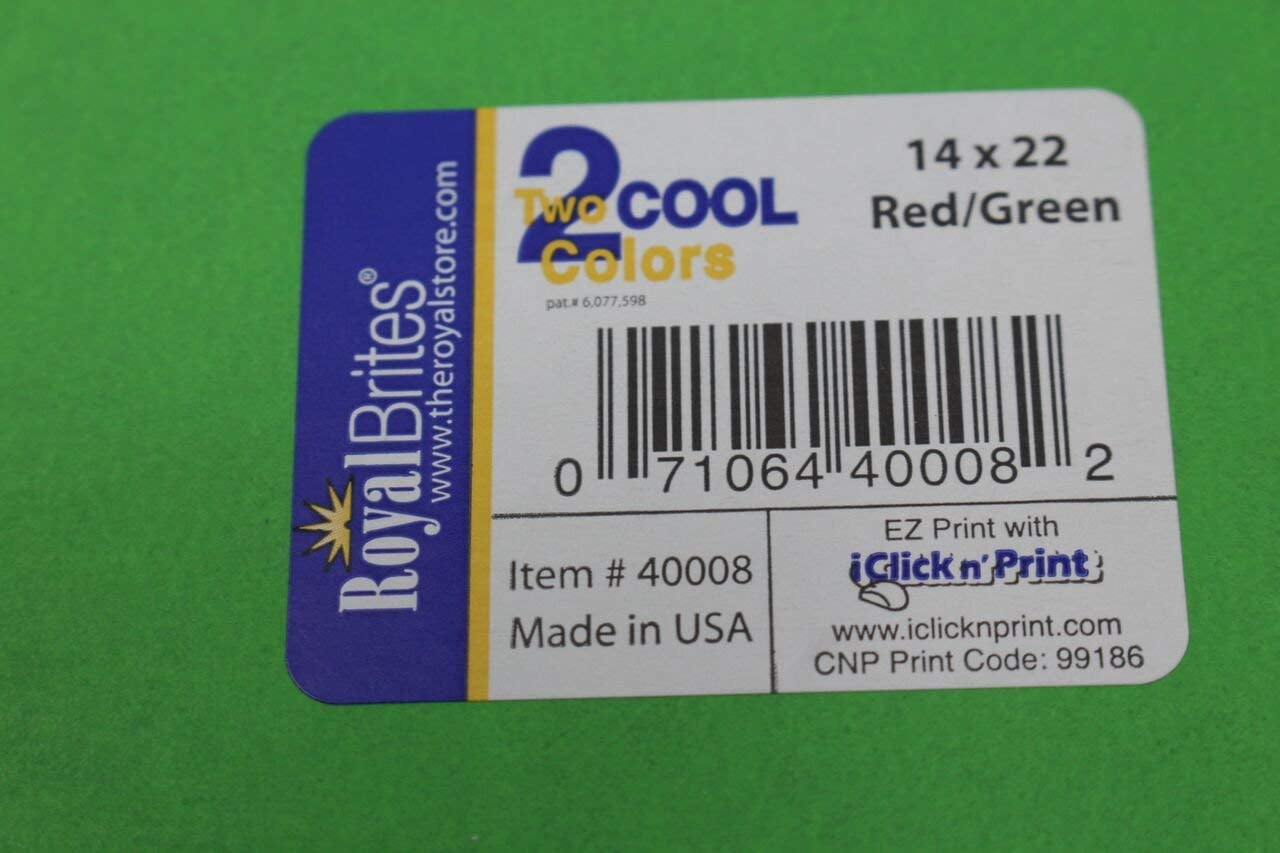 RoyalBrites®
www.theroyalstore.com
2 COOL
Two
Colors
pat.# 6,077,598
14 x 22
Red/Green
0 71064 40008 2
Item # 40008
Made in USA
EZ Print with
iClick n' Print
www.iclicknprint.com
CNP Print Code: 99186